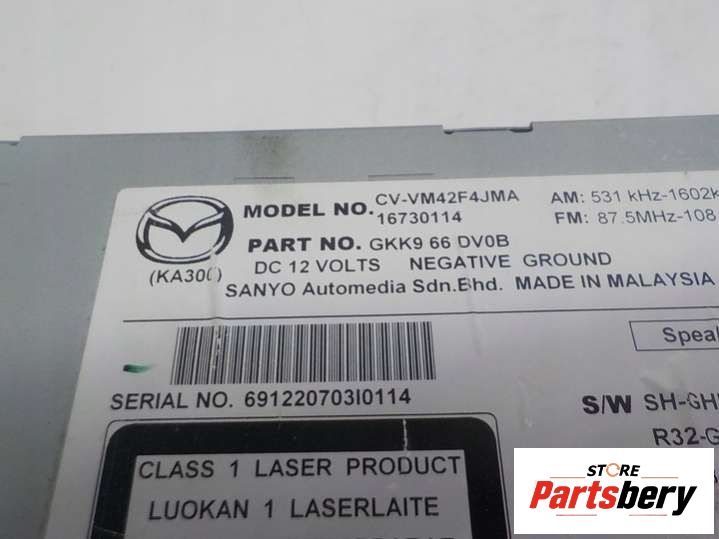 MODEL NO. CV-VM42F4JMA
16730114
AM: 531 kHz-1602K
FM: 87.5MHz-108
PART NO. GKK9 66 DV0B
(KA300)
DC 12 VOLTS NEGATIVE GROUND
SANYO Automedia Sdn.Bhd. MADE IN MALAYSIA
Speak
SERIAL NO. 691220703I0114
S/W SH-GH
R32-G
CLASS 1 LASER PRODUCT
LUOKAN 1 LASERLAITE
STORE
Partsbery